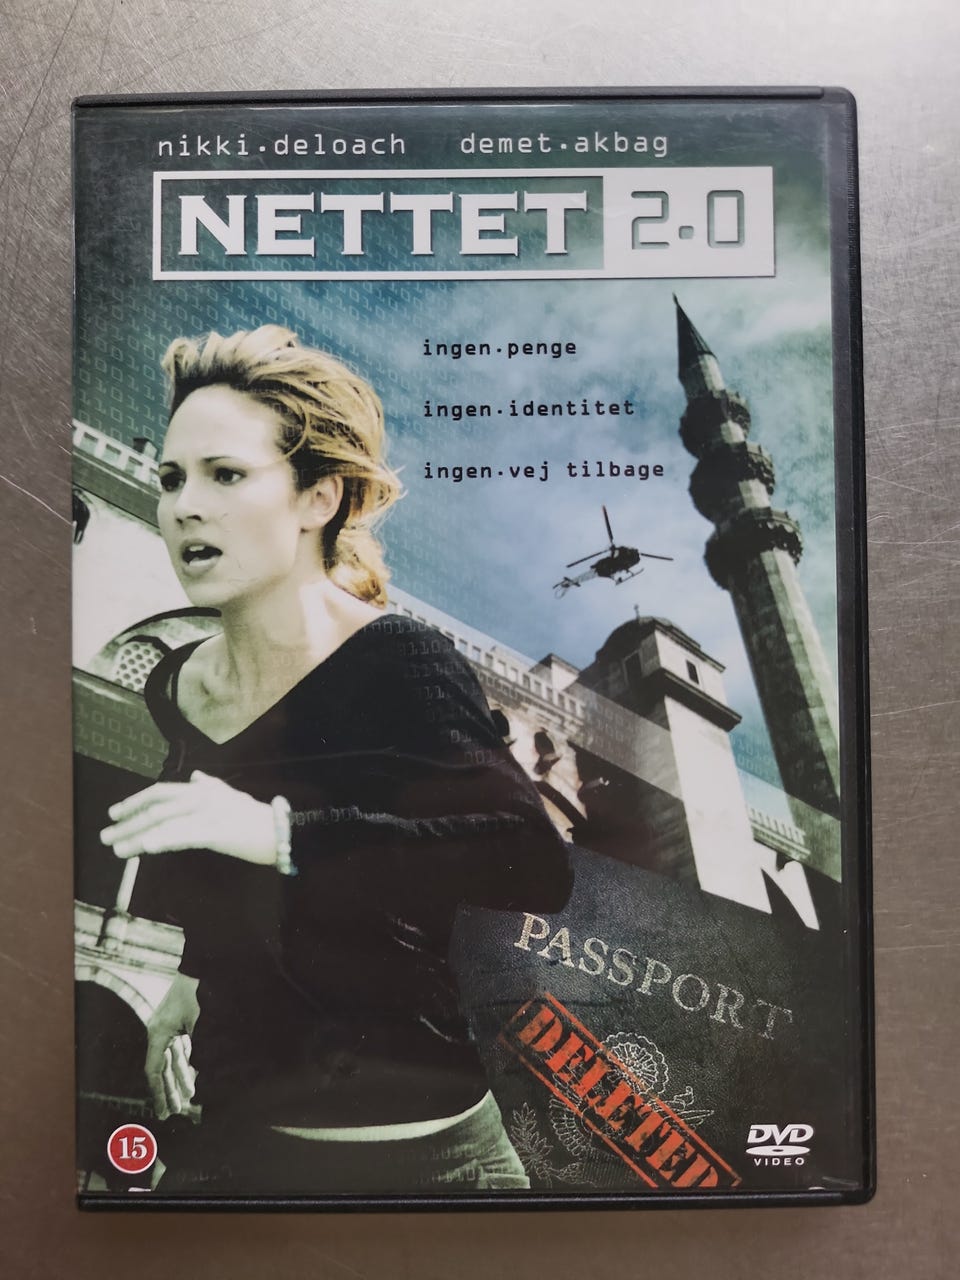 nikki.deloach demet.akbag
NETTET 2.0
ingen.penge
ingen.identitet
ingen.vej tilbage
PASSPORT
DELETED
15
DVD
VIDEO